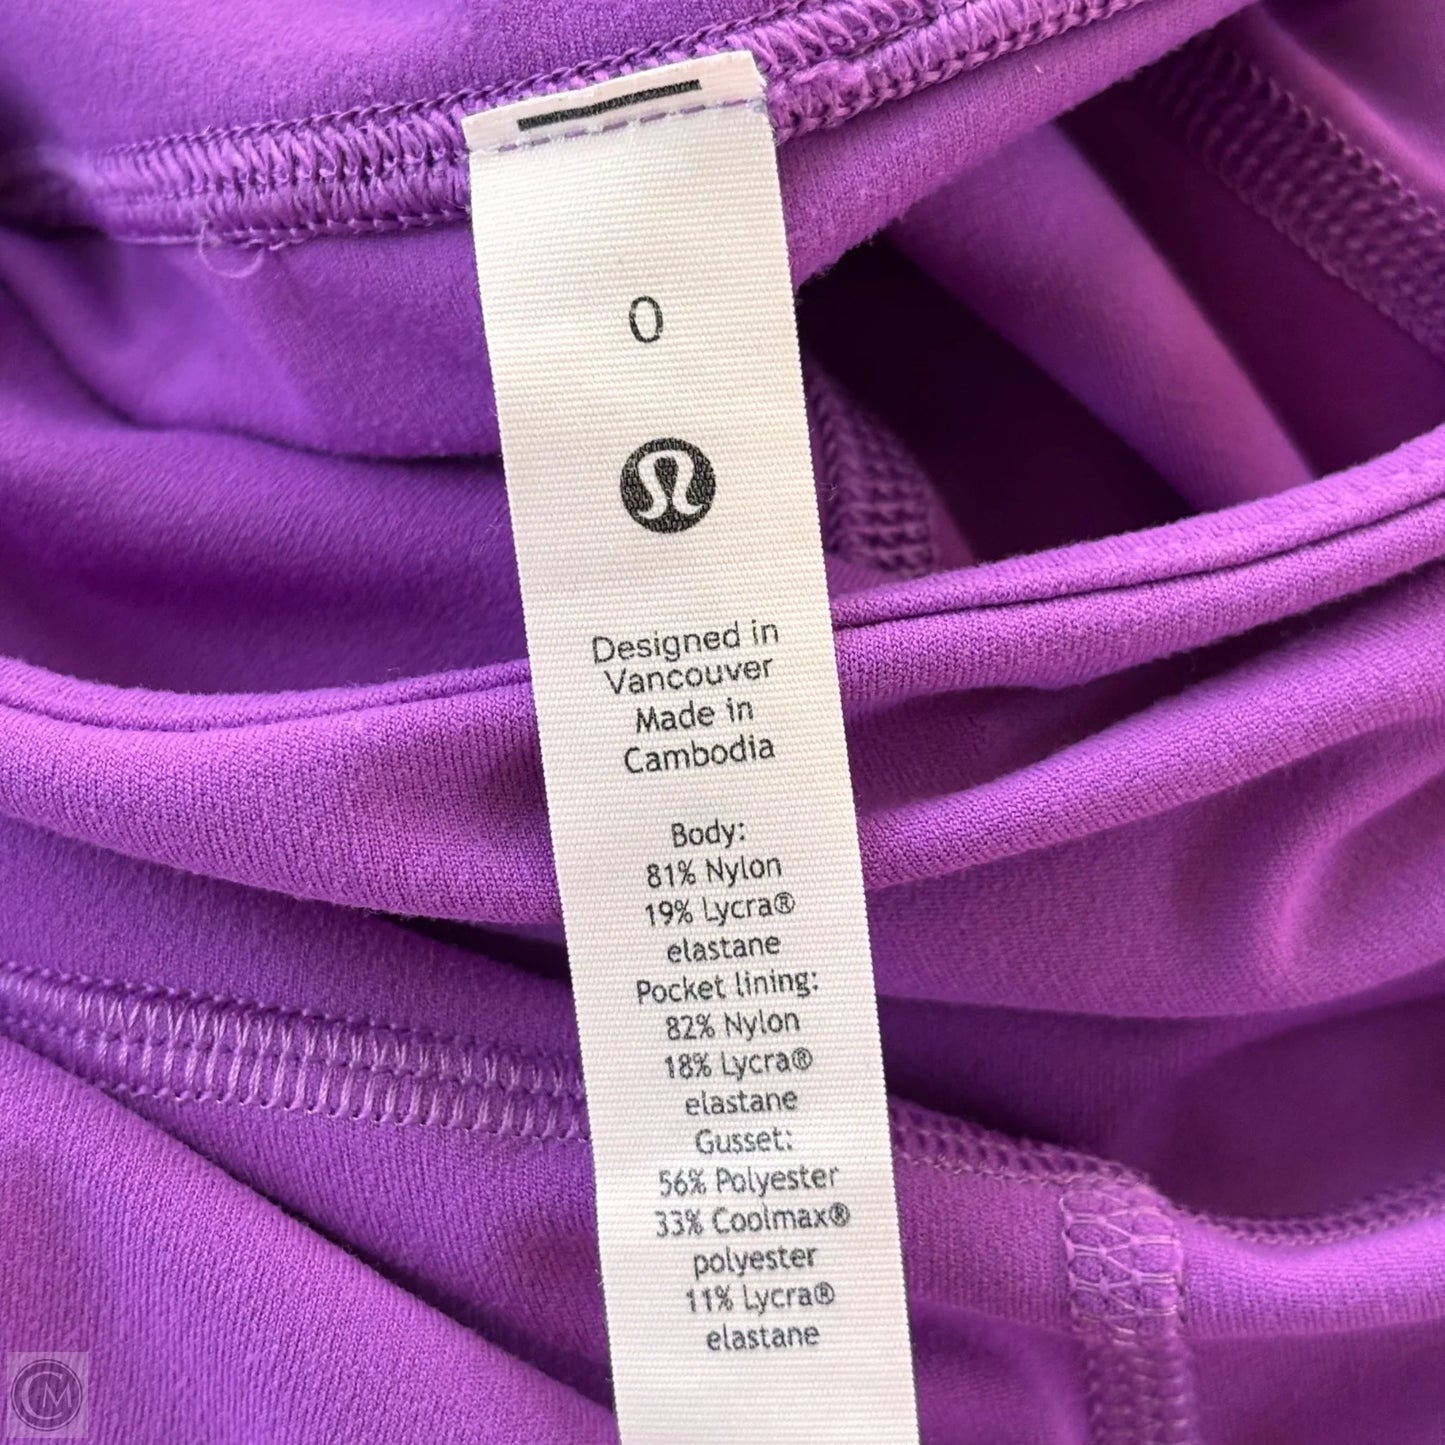 0
Designed in
Vancouver
Made in
Cambodia
Body:
81% Nylon
19% Lycra®
elastane
Pocket lining:
82% Nylon
18% Lycra®
elastane
Gusset:
56% Polyester
33% Coolmax®
polyester
11% Lycra®
elastane
CM